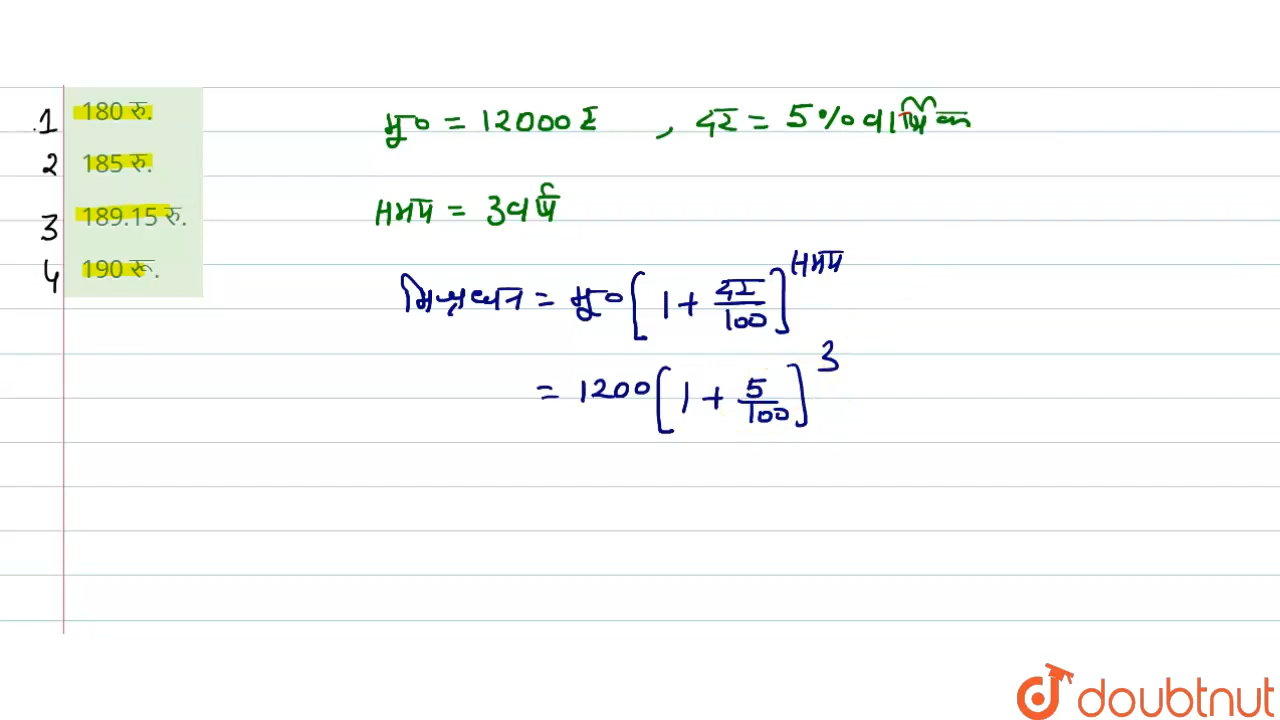 1 180 रु.
2 185 रु.
3 189.15 रु.
4 190 रू.
मू० = 12000 रु , दर = 5% वार्षिक
समय = 3 वर्ष
मिश्रधन = मू० [ 1 + दर/100 ]^समय
= 1200 [ 1 + 5/100 ]^3
doubtnut